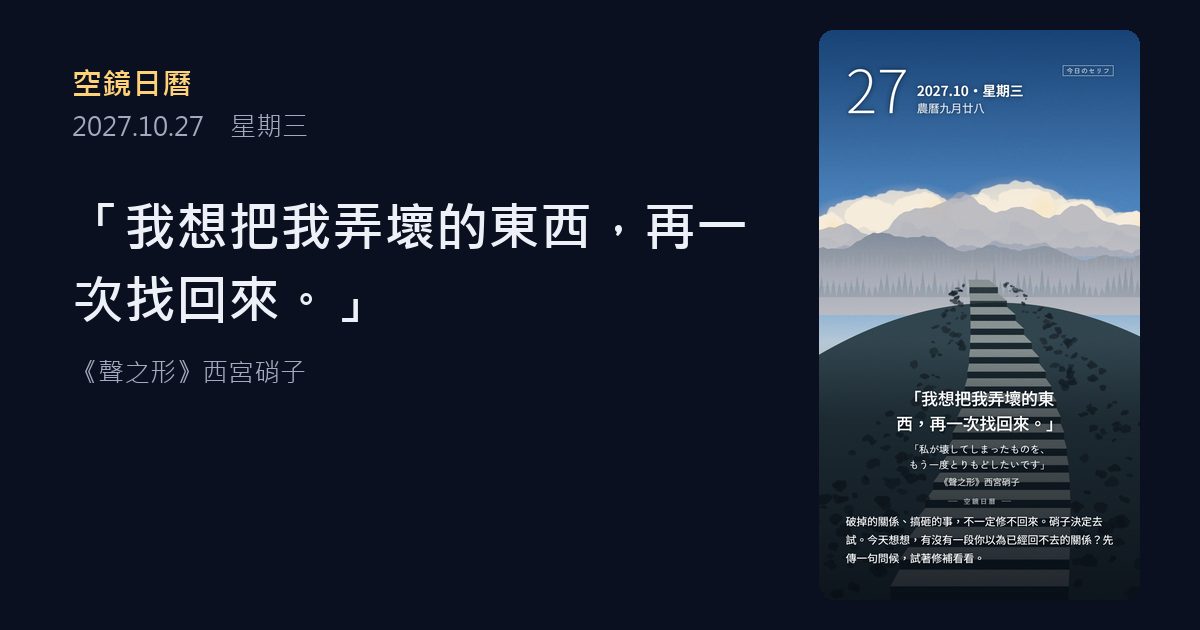 空鏡日曆
2027.10.27　星期三
「我想把我弄壞的東西，再一
次找回來。」
《聲之形》西宮硝子
27
2027.10・星期三
農曆九月廿八
今日のセリフ
「我想把我弄壞的東
西，再一次找回來。」
「私が壊してしまったものを、
もう一度とりもどしたいです」
《聲之形》西宮硝子
空鏡日曆
破掉的關係、搞砸的事，不一定修不回來。硝子決定去
試。今天想想，有沒有一段你以為已經回不去的關係？先
傳一句問候，試著修補看看。